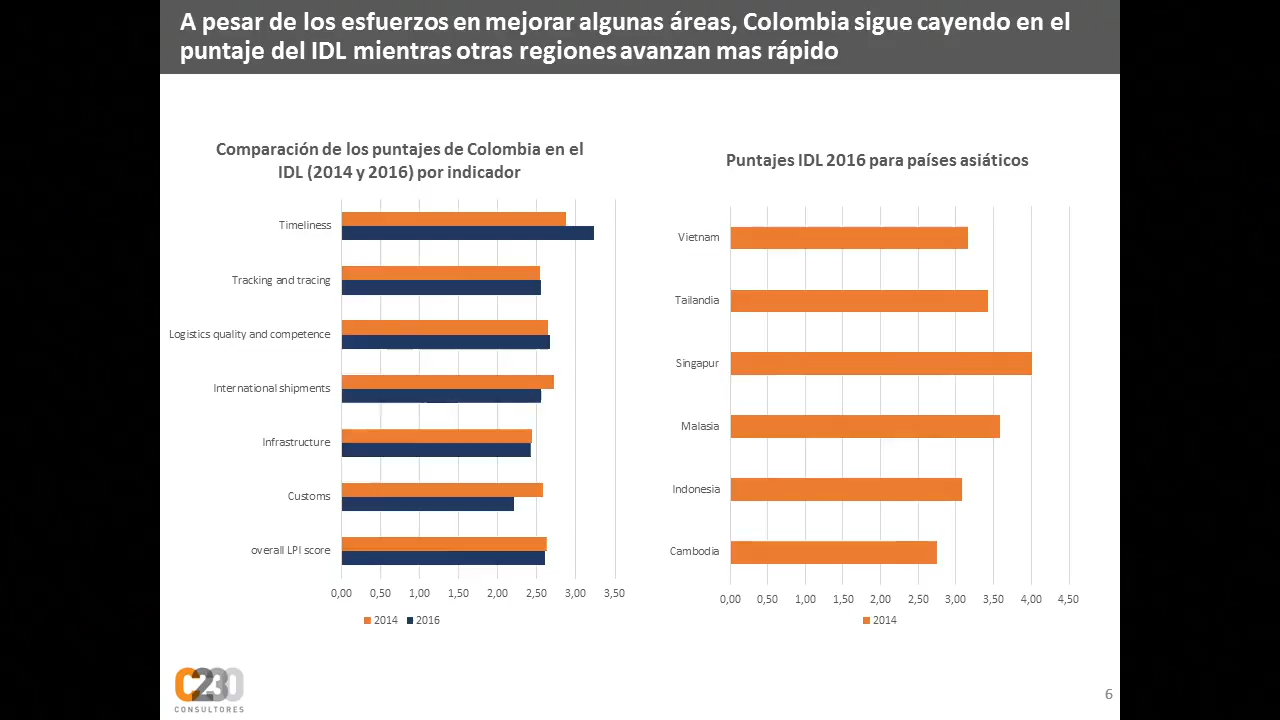 A pesar de los esfuerzos en mejorar algunas áreas, Colombia sigue cayendo en el
puntaje del IDL mientras otras regiones avanzan mas rápido
Comparación de los puntajes de Colombia en el
IDL (2014 y 2016) por indicador
Timeliness
Tracking and tracing
Logistics quality and competence
International shipments
Infrastructure
Customs
overall LPI score
0,00 0,50 1,00 1,50 2,00 2,50 3,00 3,50
2014 2016
Puntajes IDL 2016 para países asiáticos
Vietnam
Tailandia
Singapur
Malasia
Indonesia
Cambodia
0,00 0,50 1,00 1,50 2,00 2,50 3,00 3,50 4,00 4,50
2014
C230
CONSULTORES
6